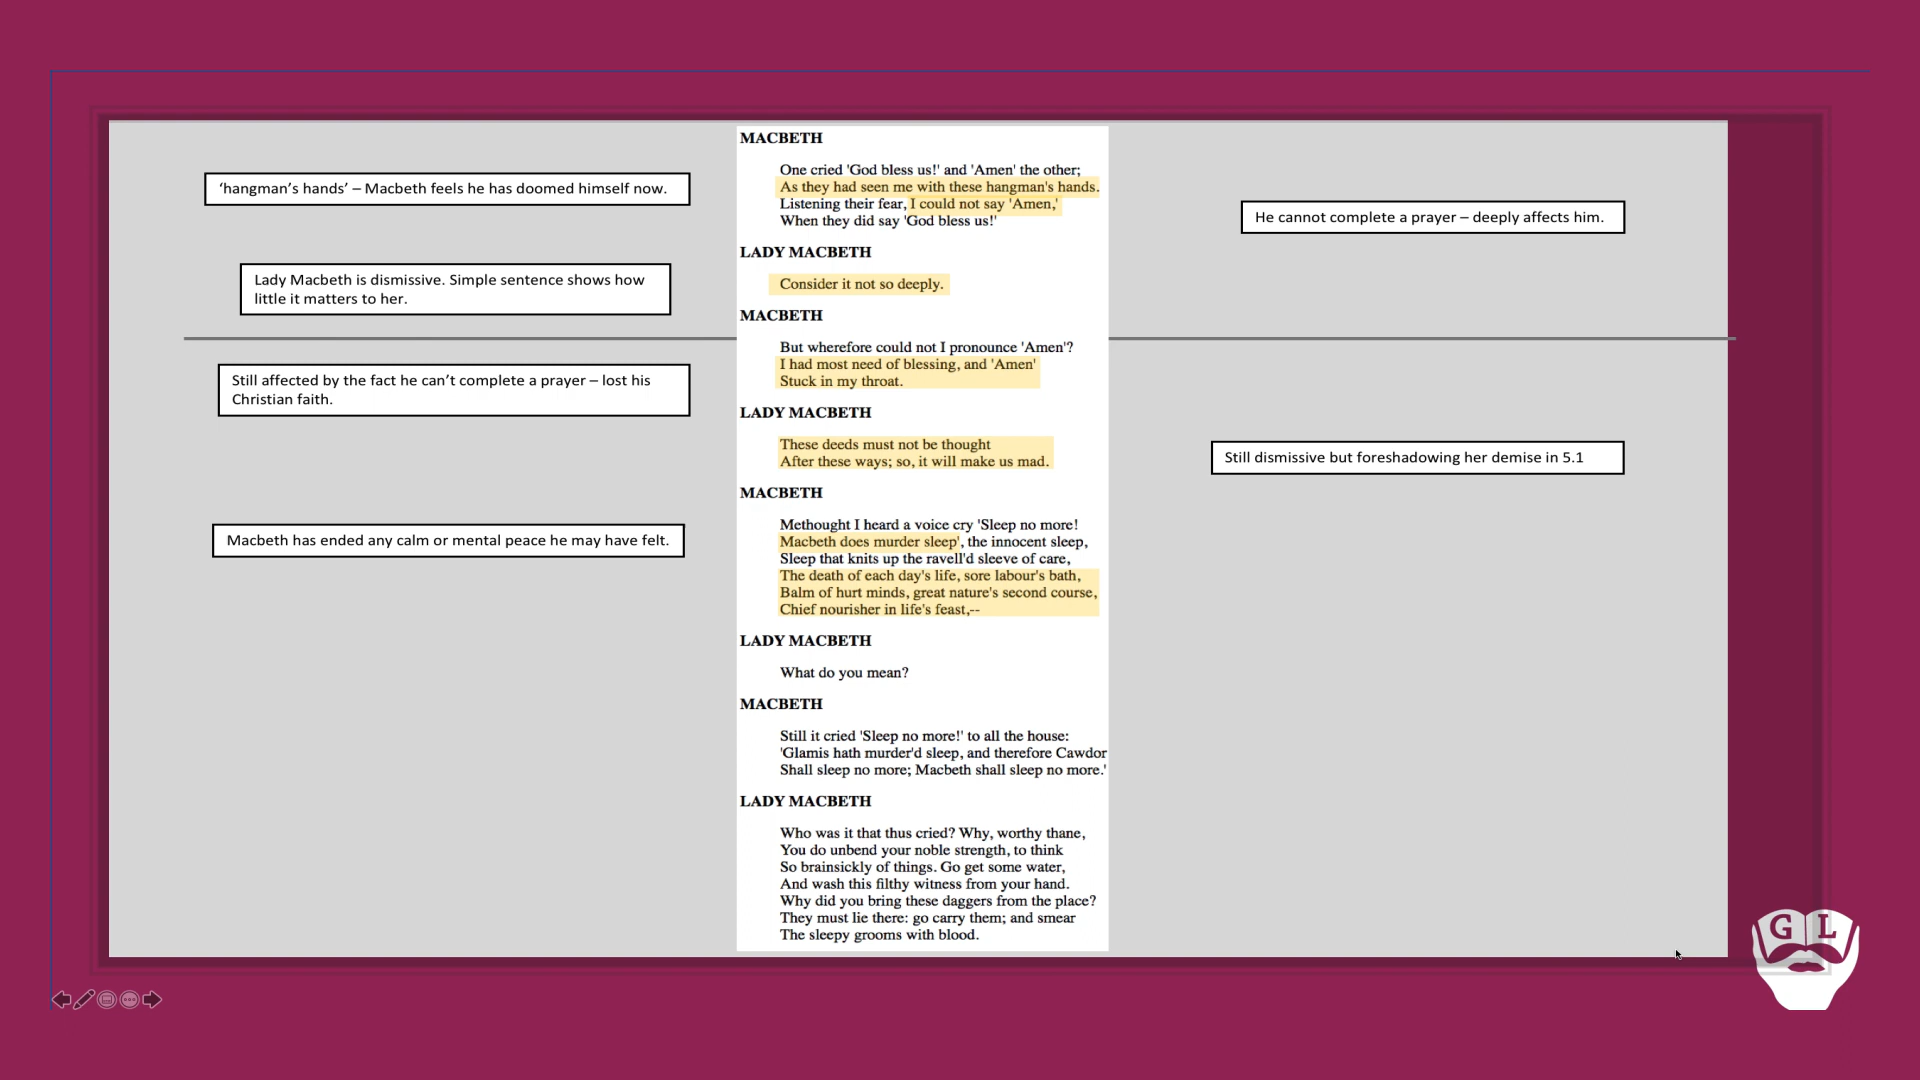 MACBETH
One cried 'God bless us!' and 'Amen' the other;
As they had seen me with these hangman's hands.
Listening their fear, I could not say 'Amen,'
When they did say 'God bless us!'
LADY MACBETH
Consider it not so deeply.
MACBETH
But wherefore could not I pronounce 'Amen'?
I had most need of blessing, and 'Amen'
Stuck in my throat.
LADY MACBETH
These deeds must not be thought
After these ways; so, it will make us mad.
MACBETH
Methought I heard a voice cry 'Sleep no more!
Macbeth does murder sleep', the innocent sleep,
Sleep that knits up the ravell'd sleeve of care,
The death of each day's life, sore labour's bath,
Balm of hurt minds, great nature's second course,
Chief nourisher in life's feast,--
LADY MACBETH
What do you mean?
MACBETH
Still it cried 'Sleep no more!' to all the house:
'Glamis hath murder'd sleep, and therefore Cawdor
Shall sleep no more; Macbeth shall sleep no more.'
LADY MACBETH
Who was it that thus cried? Why, worthy thane,
You do unbend your noble strength, to think
So brainsickly of things. Go get some water,
And wash this filthy witness from your hand.
Why did you bring these daggers from the place?
They must lie there: go carry them; and smear
The sleepy grooms with blood.
‘hangman’s hands’ – Macbeth feels he has doomed himself now.
Lady Macbeth is dismissive. Simple sentence shows how
little it matters to her.
Still affected by the fact he can’t complete a prayer – lost his
Christian faith.
Macbeth has ended any calm or mental peace he may have felt.
He cannot complete a prayer – deeply affects him.
Still dismissive but foreshadowing her demise in 5.1
G L